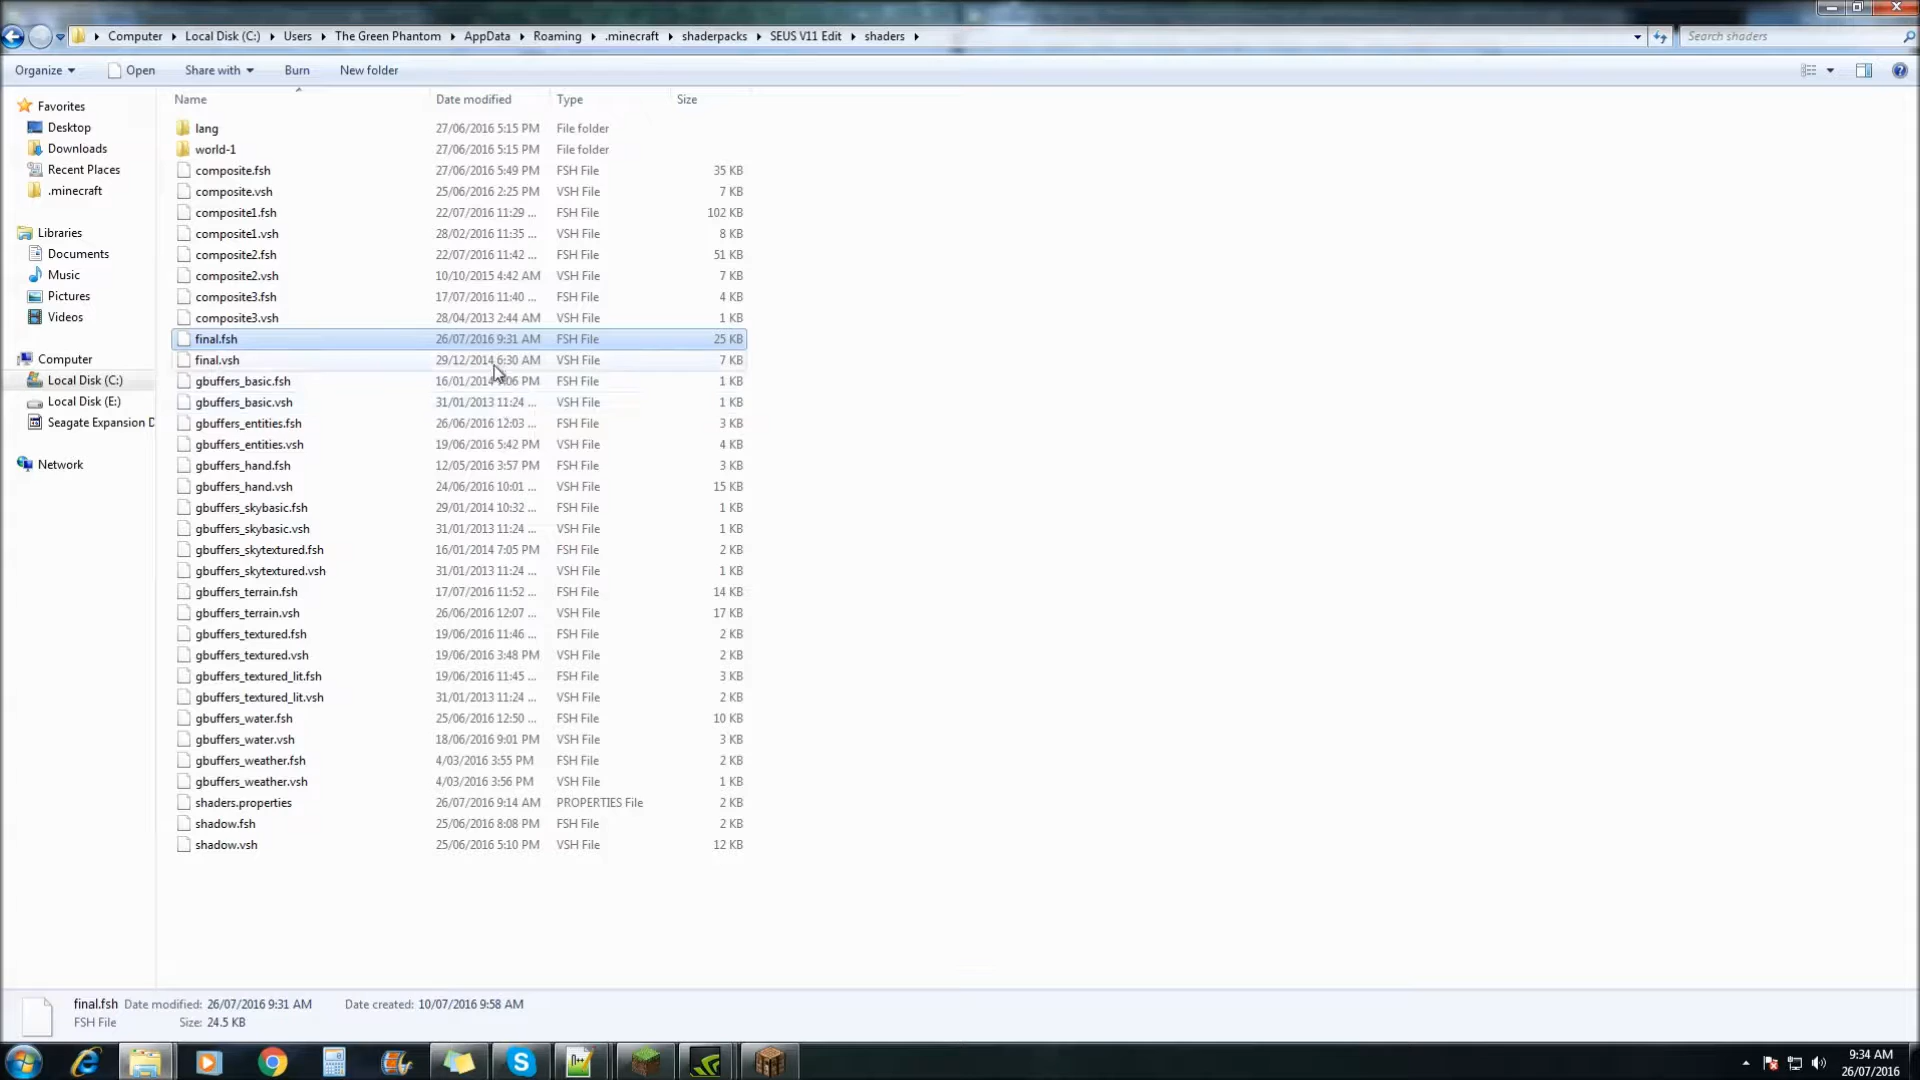 Computer Local Disk (C:) Users The Green Phantom AppData Roaming .minecraft shaderpacks SEUS V11 Edit shaders Search shaders
Organize Open Share with Burn New folder
Favorites
Desktop
Downloads
Recent Places
.minecraft
Libraries
Documents
Music
Pictures
Videos
Computer
Local Disk (C:)
Local Disk (E:)
Seagate Expansion D
Network
Name Date modified Type Size
lang 27/06/2016 5:15 PM File folder
world-1 27/06/2016 5:15 PM File folder
composite.fsh 27/06/2016 5:49 PM FSH File 35 KB
composite.vsh 25/06/2016 2:25 PM VSH File 7 KB
composite1.fsh 22/07/2016 11:29 ... FSH File 102 KB
composite1.vsh 28/02/2016 11:35 ... VSH File 8 KB
composite2.fsh 22/07/2016 11:42 ... FSH File 51 KB
composite2.vsh 10/10/2015 4:42 AM VSH File 7 KB
composite3.fsh 17/07/2016 11:40 ... FSH File 4 KB
composite3.vsh 28/04/2013 2:44 AM VSH File 1 KB
final.fsh 26/07/2016 9:31 AM FSH File 25 KB
final.vsh 29/12/2014 6:30 AM VSH File 7 KB
gbuffers_basic.fsh 16/01/2014 PM FSH File 1 KB
gbuffers_basic.vsh 31/01/2013 11:24 ... VSH File 1 KB
gbuffers_entities.fsh 26/06/2016 12:03 ... FSH File 3 KB
gbuffers_entities.vsh 19/06/2016 5:42 PM VSH File 4 KB
gbuffers_hand.fsh 12/05/2016 3:57 PM FSH File 3 KB
gbuffers_hand.vsh 24/06/2016 10:01 ... VSH File 15 KB
gbuffers_skybasic.fsh 29/01/2014 10:32 ... FSH File 1 KB
gbuffers_skybasic.vsh 31/01/2013 11:24 ... VSH File 1 KB
gbuffers_skytextured.fsh 16/01/2014 7:05 PM FSH File 2 KB
gbuffers_skytextured.vsh 31/01/2013 11:24 ... VSH File 1 KB
gbuffers_terrain.fsh 17/07/2016 11:52 ... FSH File 14 KB
gbuffers_terrain.vsh 26/06/2016 12:07 ... VSH File 17 KB
gbuffers_textured.fsh 19/06/2016 11:46 ... FSH File 2 KB
gbuffers_textured.vsh 19/06/2016 3:48 PM VSH File 2 KB
gbuffers_textured_lit.fsh 19/06/2016 11:45 ... FSH File 3 KB
gbuffers_textured_lit.vsh 31/01/2013 11:24 ... VSH File 2 KB
gbuffers_water.fsh 25/06/2016 12:50 ... FSH File 10 KB
gbuffers_water.vsh 18/06/2016 9:01 PM VSH File 3 KB
gbuffers_weather.fsh 4/03/2016 3:55 PM FSH File 2 KB
gbuffers_weather.vsh 4/03/2016 3:56 PM VSH File 1 KB
shaders.properties 26/07/2016 9:14 AM PROPERTIES File 2 KB
shadow.fsh 25/06/2016 8:08 PM FSH File 2 KB
shadow.vsh 25/06/2016 5:10 PM VSH File 12 KB
final.fsh Date modified: 26/07/2016 9:31 AM Date created: 10/07/2016 9:58 AM
FSH File Size: 24.5 KB
9:34 AM
26/07/2016